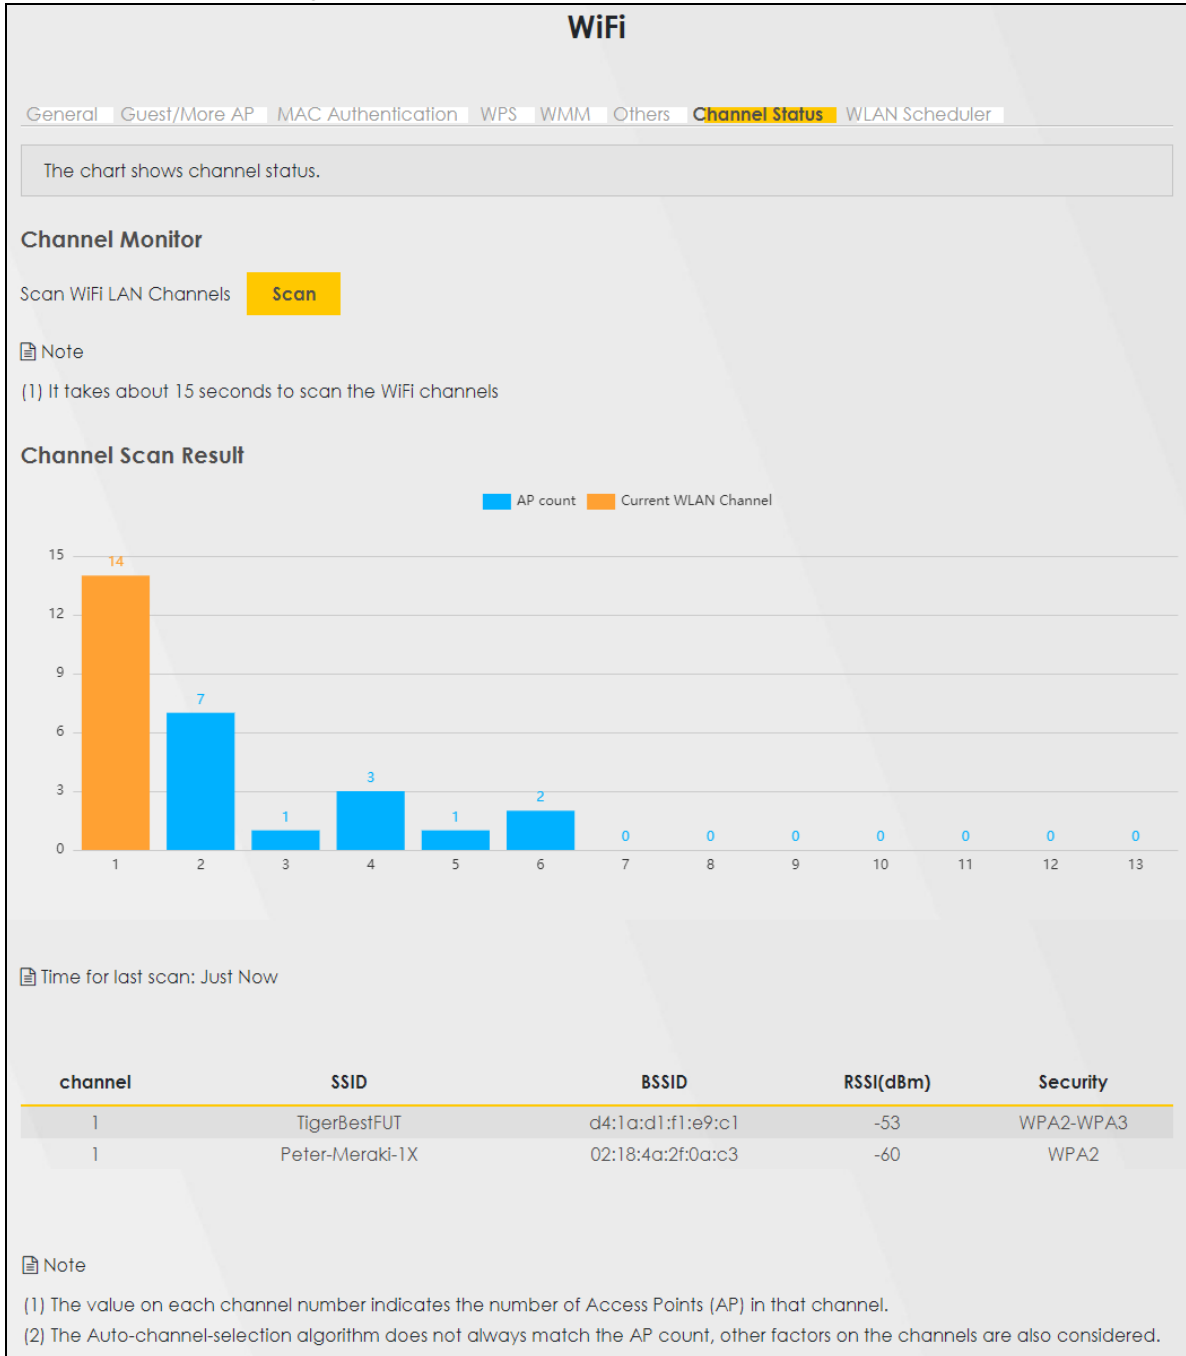 WiFi
General Guest/More AP MAC Authentication WPS WMM Others Channel Status WLAN Scheduler
The chart shows channel status.
Channel Monitor
Scan WiFi LAN Channels Scan
Note
(1) It takes about 15 seconds to scan the WiFi channels
Channel Scan Result
AP count Current WLAN Channel
15
14
12
9
7
6
3
3
2
1
1
0 0 0 0 0 0 0
0
1 2 3 4 5 6 7 8 9 10 11 12 13
Time for last scan: Just Now
channel SSID BSSID RSSI(dBm) Security
1 TigerBestFUT d4:1a:d1:f1:e9:c1 -53 WPA2-WPA3
1 Peter-Meraki-1X 02:18:4a:2f:0a:c3 -60 WPA2
Note
(1) The value on each channel number indicates the number of Access Points (AP) in that channel.
(2) The Auto-channel-selection algorithm does not always match the AP count, other factors on the channels are also considered.